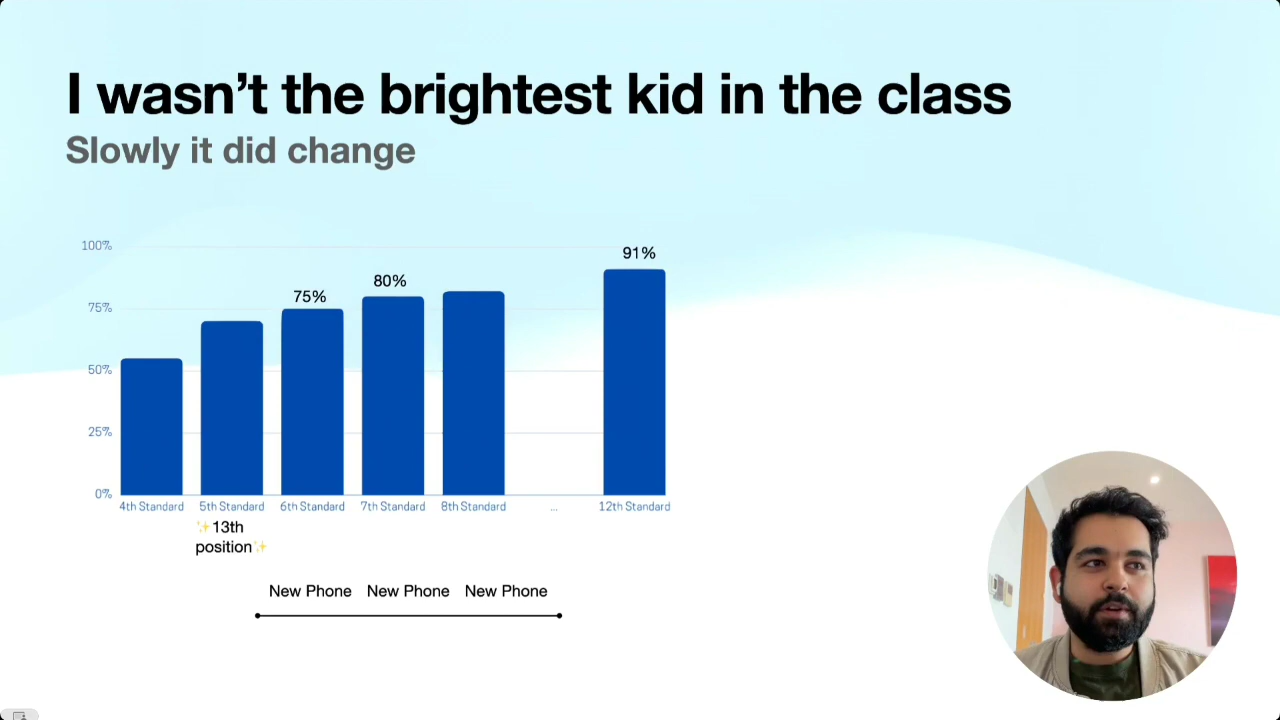 I wasn’t the brightest kid in the class
Slowly it did change
100%
75%
50%
25%
0%
75%
80%
91%
4th Standard
5th Standard
6th Standard
7th Standard
8th Standard
...
12th Standard
✨13th
position✨
New Phone New Phone New Phone